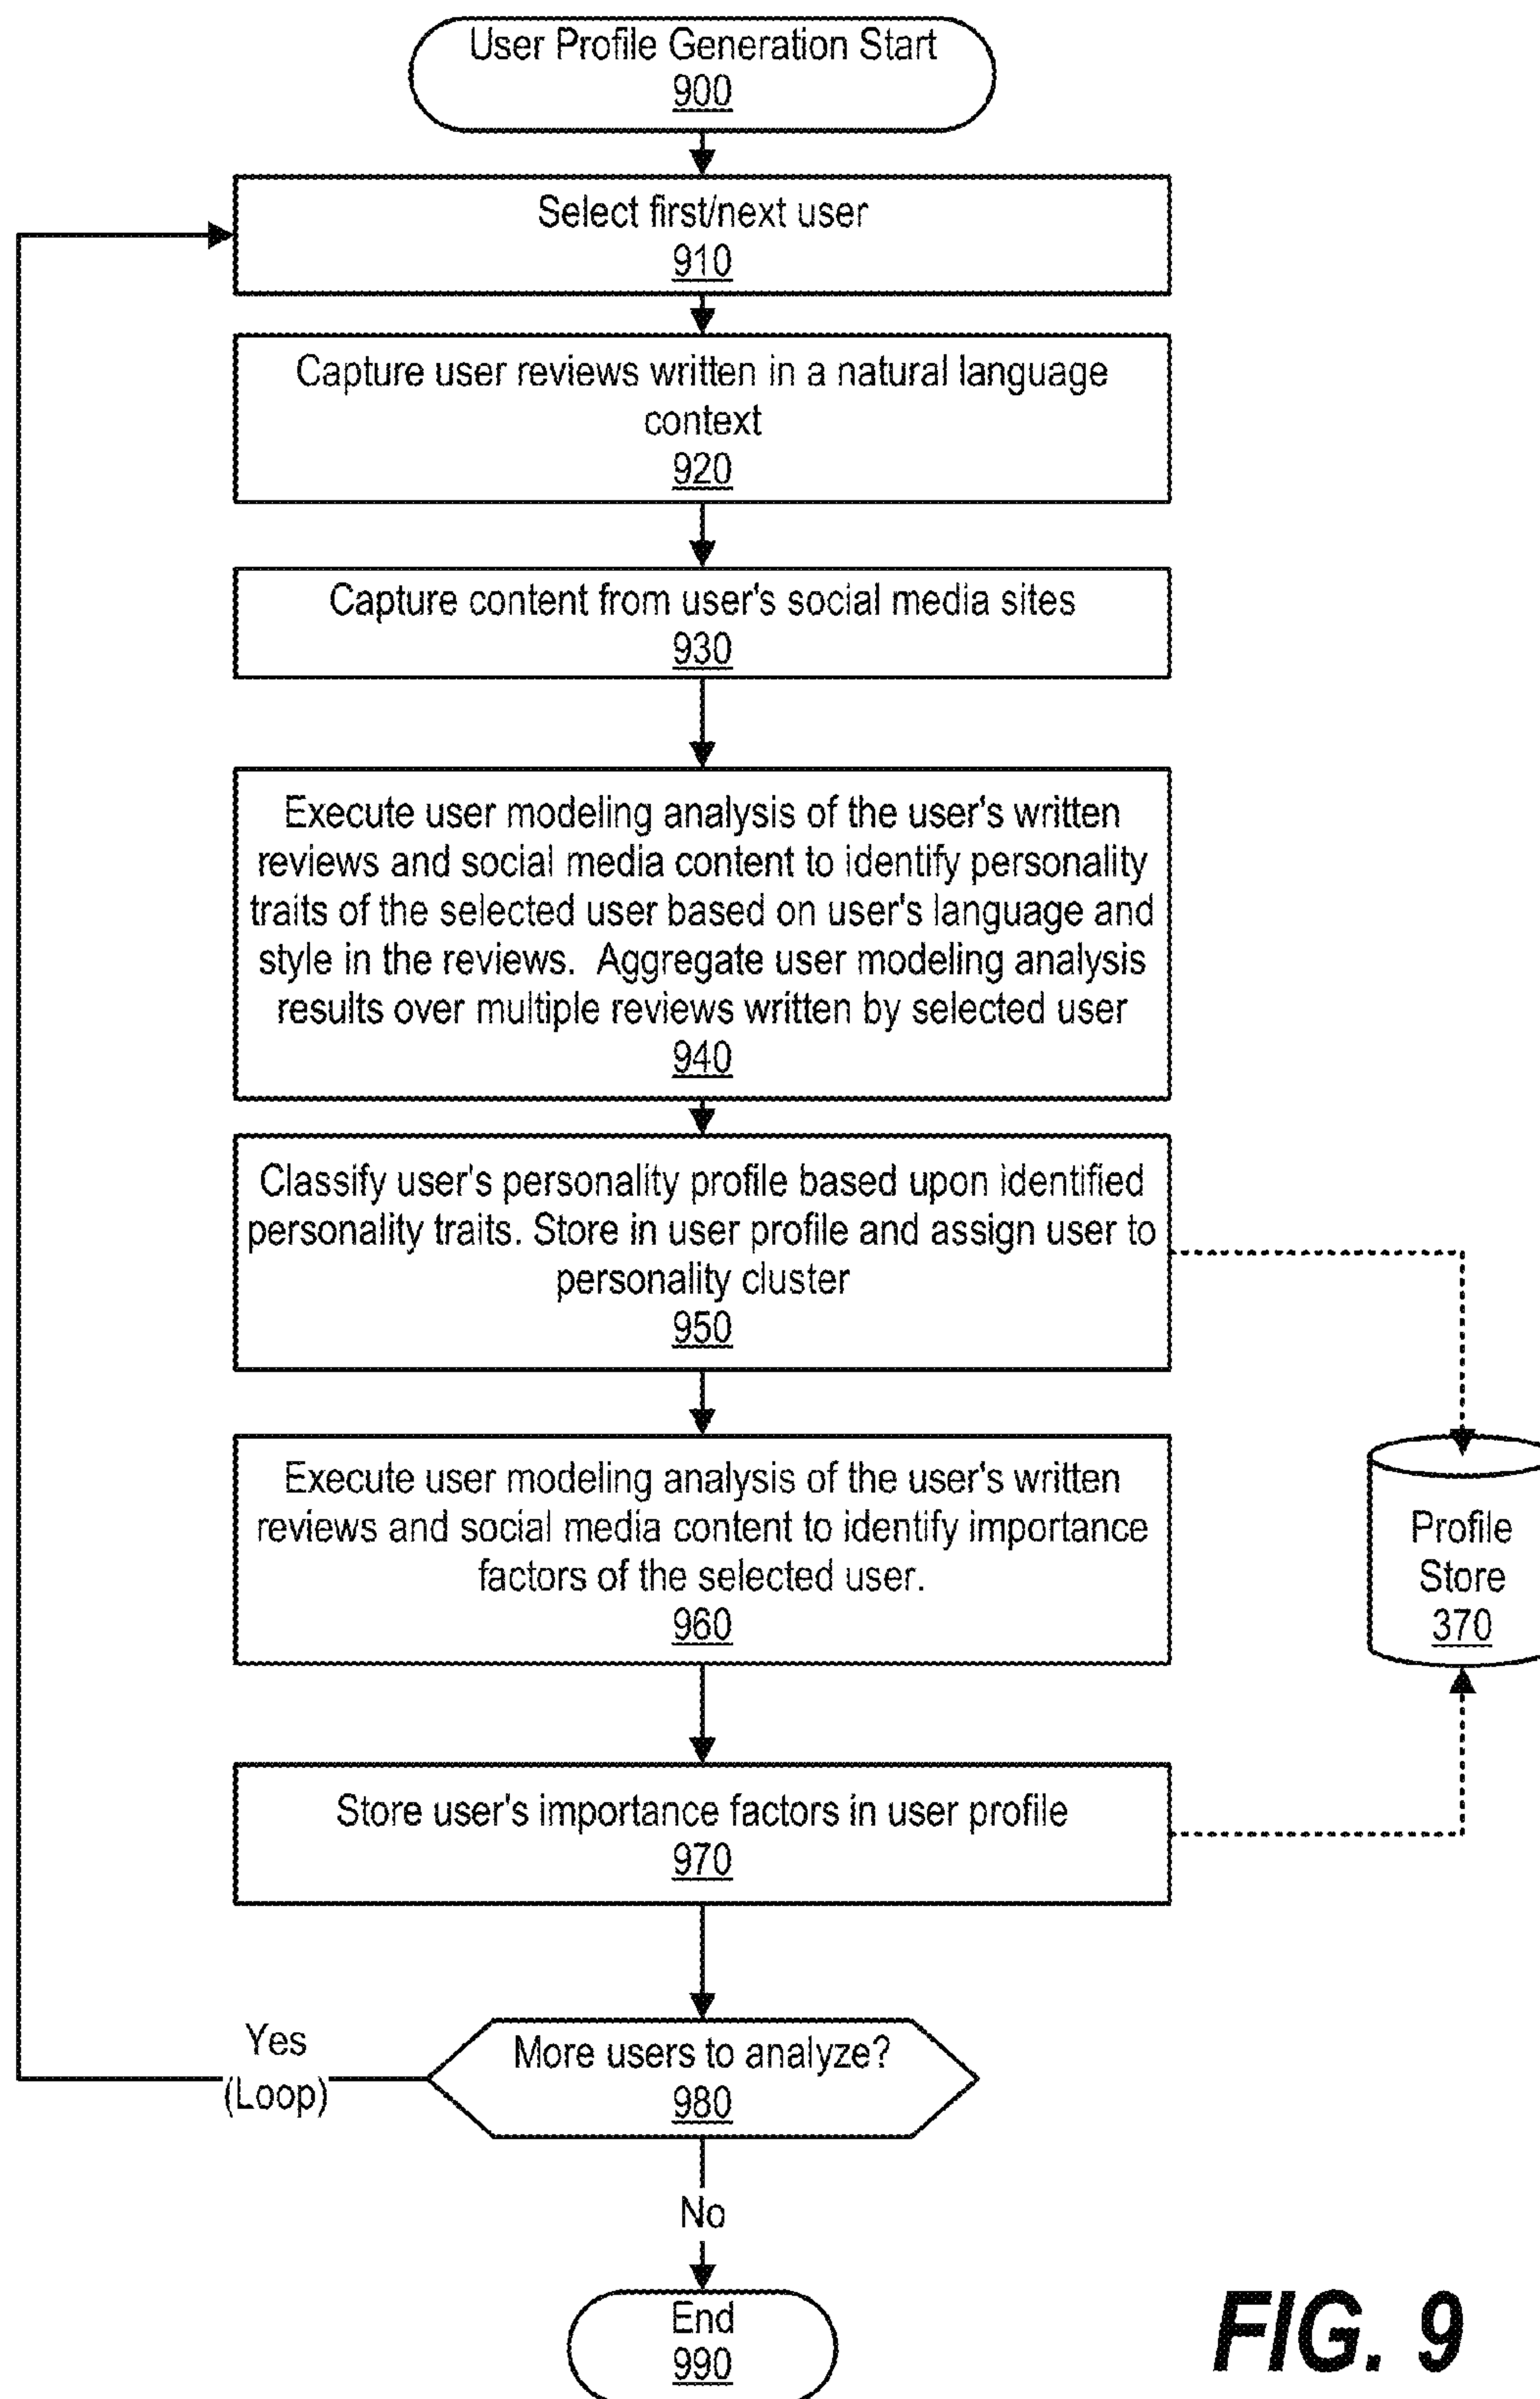 User Profile Generation Start
900
Select first/next user
910
Capture user reviews written in a natural language
context
920
Capture content from user's social media sites
930
Execute user modeling analysis of the user's written
reviews and social media content to identify personality
traits of the selected user based on user's language and
style in the reviews.  Aggregate user modeling analysis
results over multiple reviews written by selected user
940
Classify user's personality profile based upon identified
personality traits. Store in user profile and assign user to
personality cluster
950
Execute user modeling analysis of the user's written
reviews and social media content to identify importance
factors of the selected user.
960
Profile
Store
370
Store user's importance factors in user profile
970
Yes
(Loop)
More users to analyze?
980
No
End
990
FIG. 9